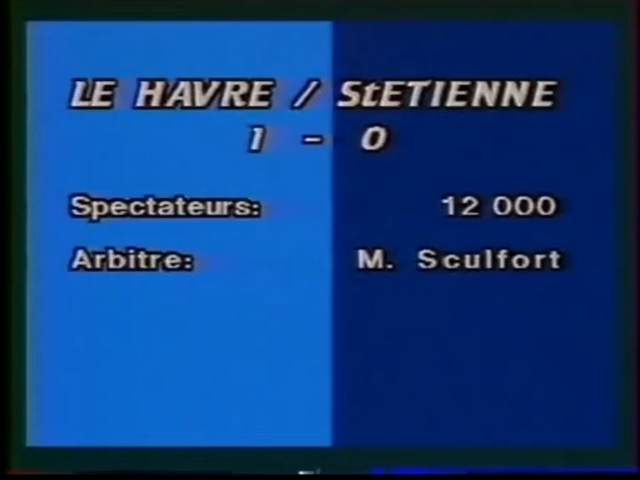 LE HAVRE / StETIENNE
1 - 0
Spectateurs: 12 000
Arbitre: M. Sculfort